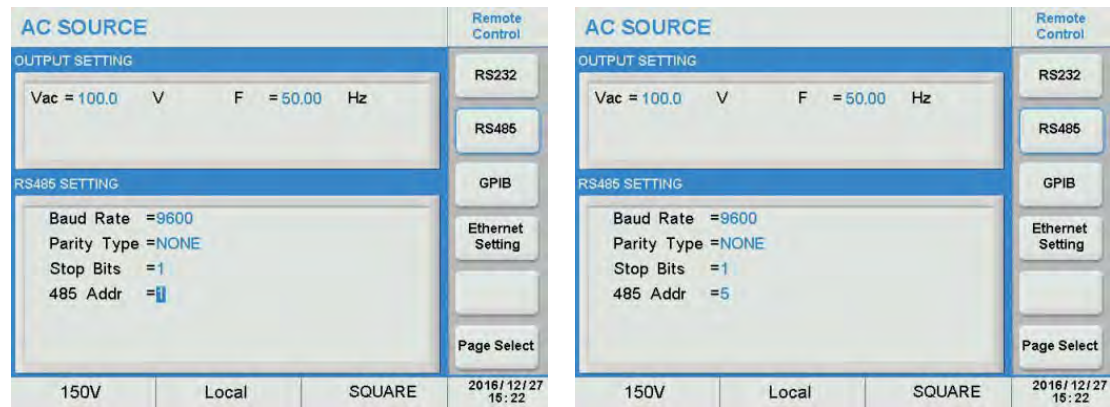 AC SOURCE
Remote
Control
OUTPUT SETTING
Vac = 100.0 V F = 50.00 Hz
RS485 SETTING
Baud Rate =9600
Parity Type =NONE
Stop Bits =1
485 Addr =1
RS232
RS485
GPIB
Ethernet
Setting
Page Select
150V Local SQUARE
2016/12/27
15:22
AC SOURCE
Remote
Control
OUTPUT SETTING
Vac = 100.0 V F = 50.00 Hz
RS485 SETTING
Baud Rate =9600
Parity Type =NONE
Stop Bits =1
485 Addr =5
RS232
RS485
GPIB
Ethernet
Setting
Page Select
150V Local SQUARE
2016/12/27
15:22